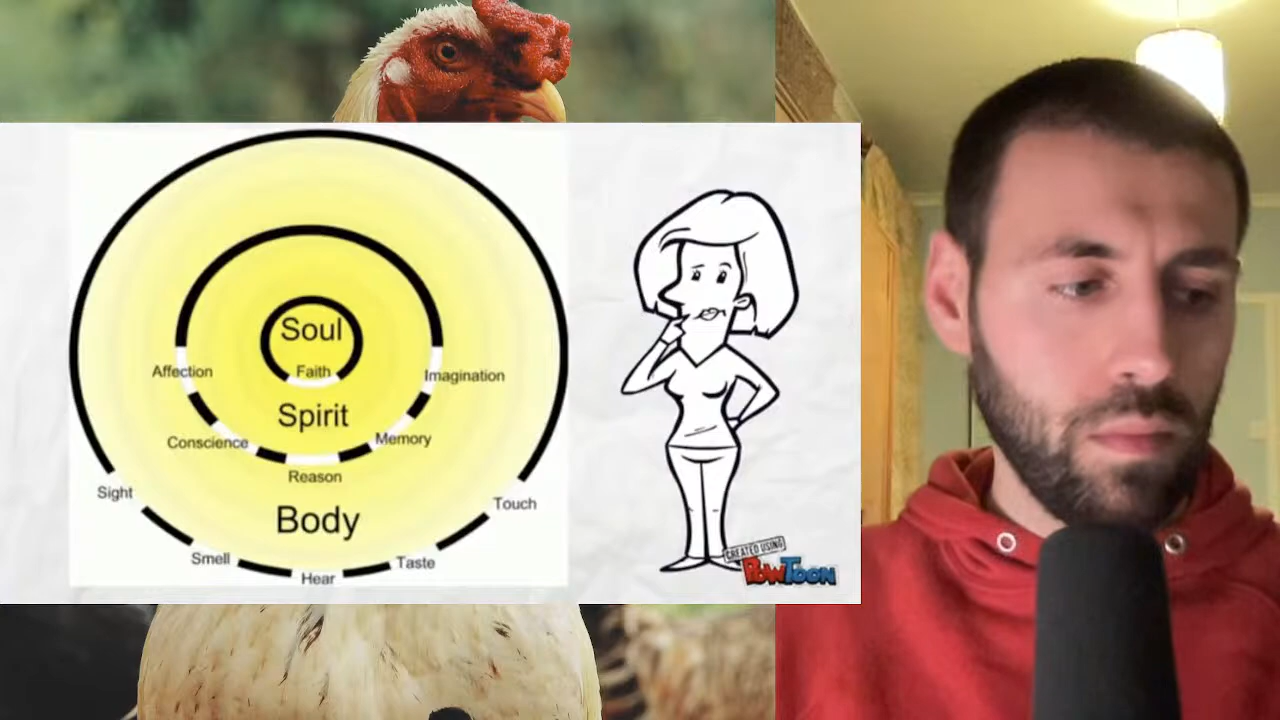 Soul
Faith
Affection
Imagination
Spirit
Conscience
Memory
Reason
Sight
Touch
Body
Smell
Taste
Hear
CREATED USING
POWTOON